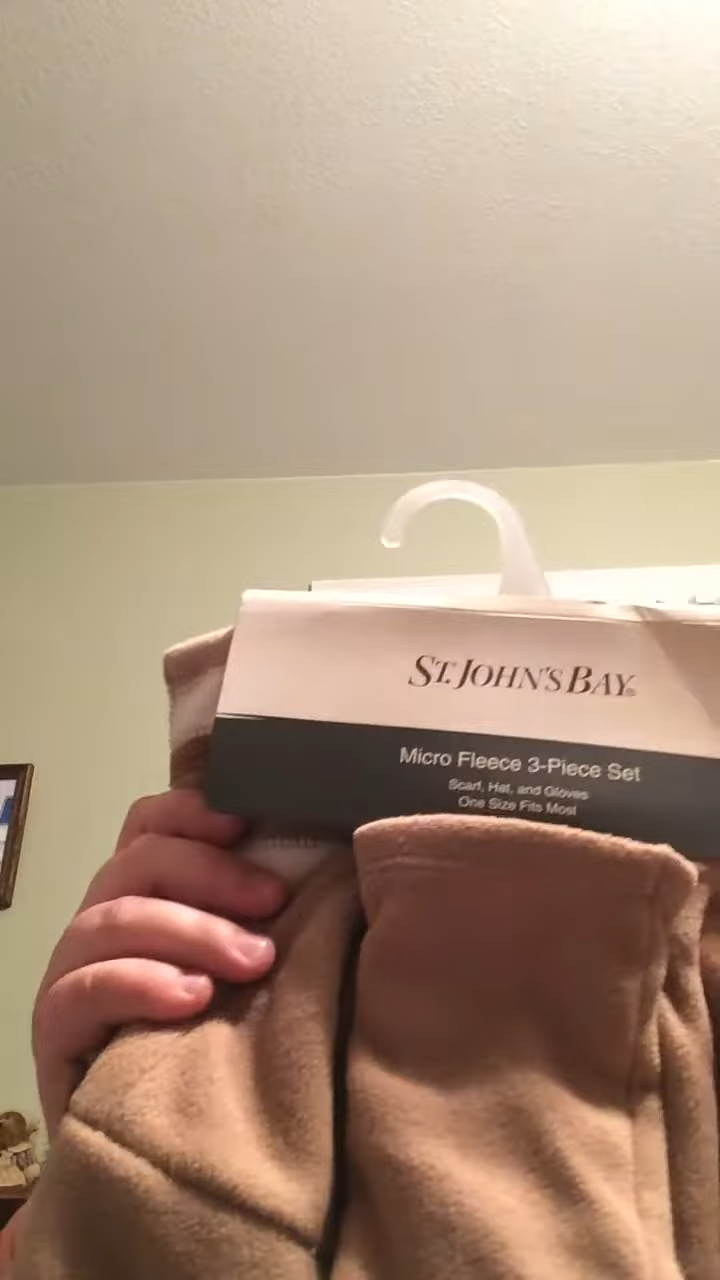 ST. JOHN'S BAY®
Micro Fleece 3-Piece Set
Scarf, Hat, and Gloves
One Size Fits Most